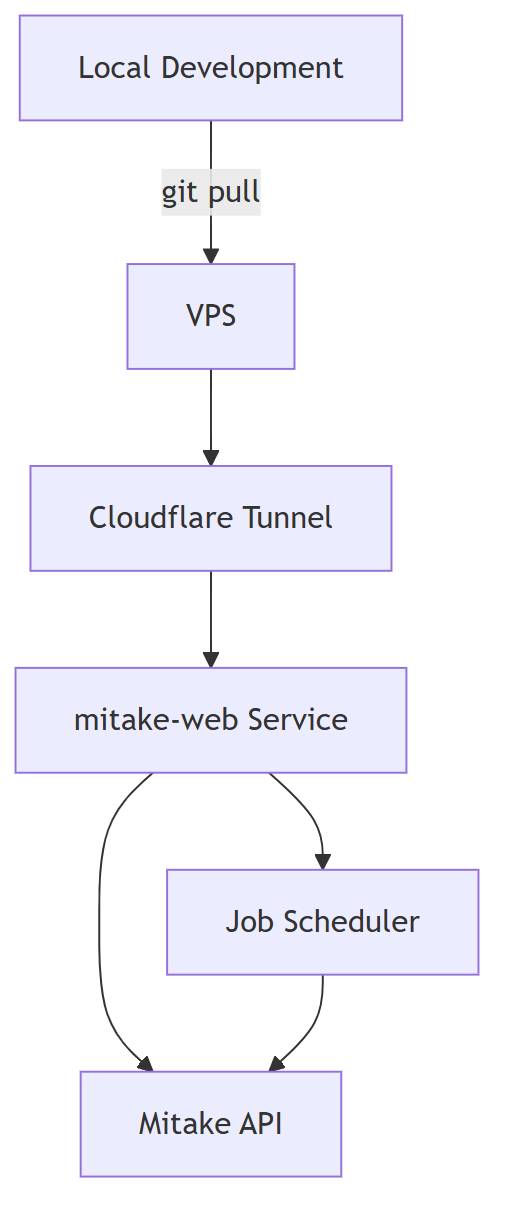 Local Development
git pull
VPS
Cloudflare Tunnel
mitake-web Service
Job Scheduler
Mitake API